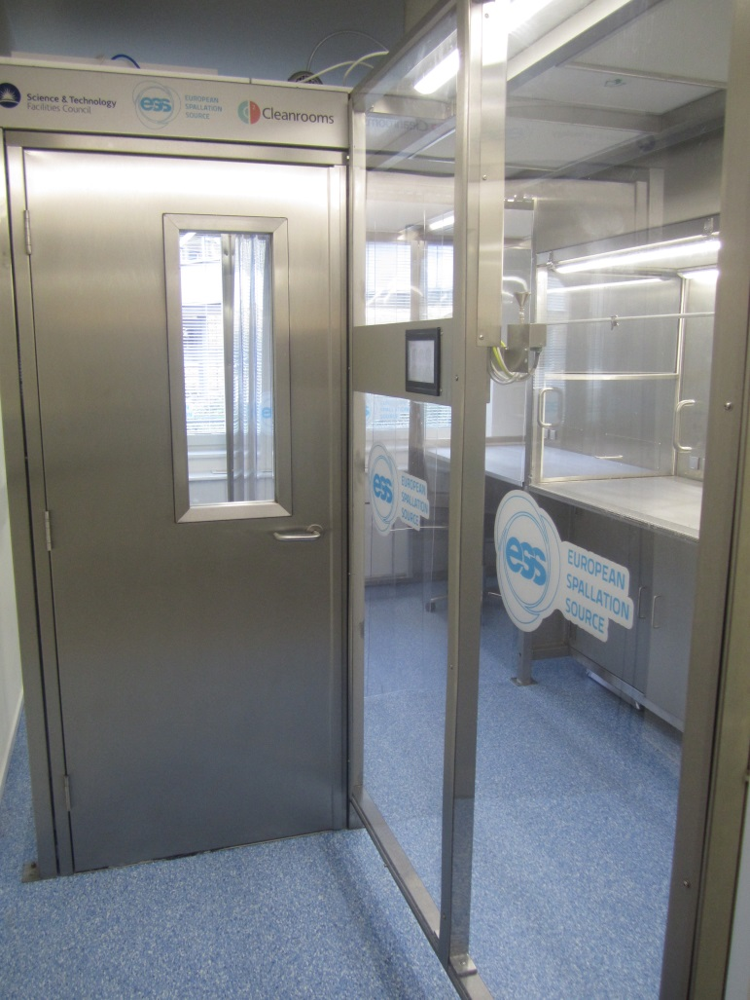 Science & Technology
Facilities Council
ess
EUROPEAN
SPALLATION
SOURCE
Cleanrooms
ess
EUROPEAN
SPALLATION
SOURCE
ess
EUROPEAN
SPALLATION
SOURCE